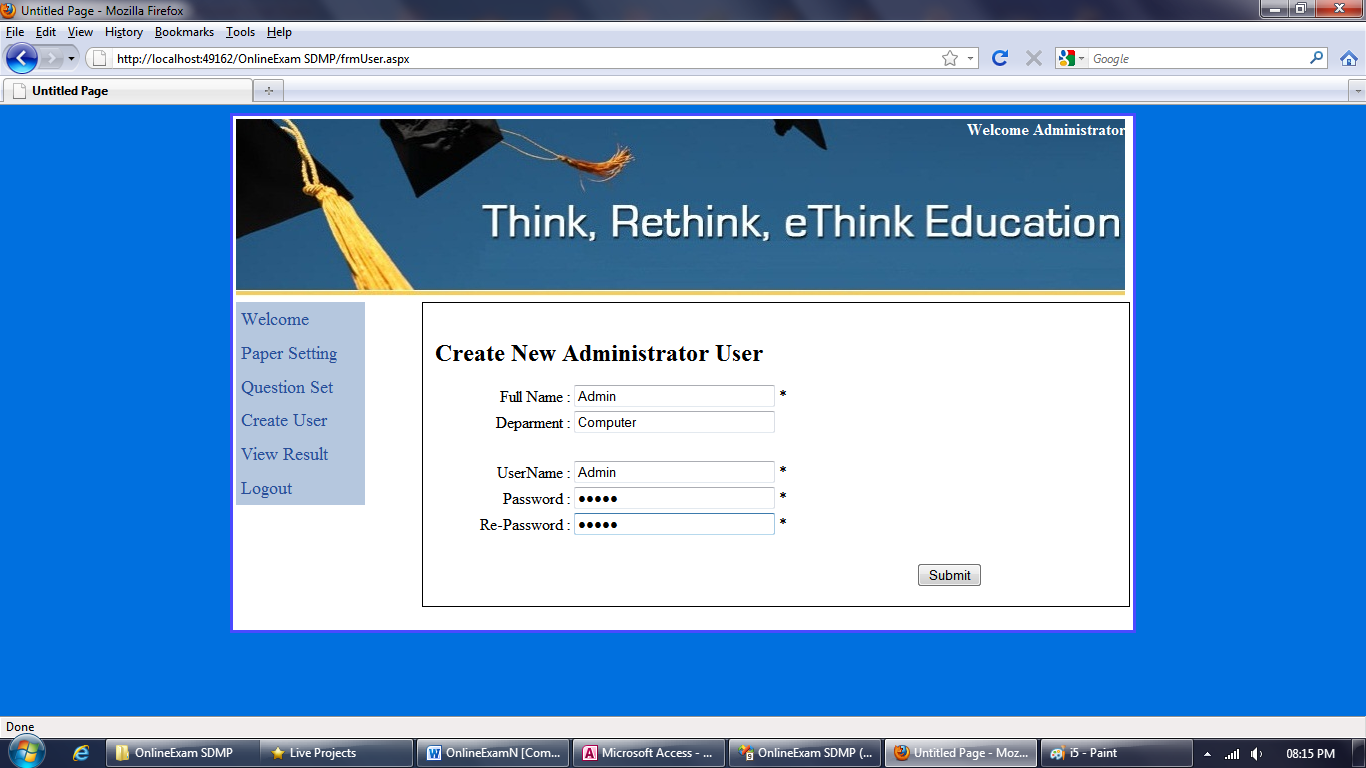 Untitled Page - Mozilla Firefox
File Edit View History Bookmarks Tools Help
http://localhost:49162/OnlineExam SDMP/frmUser.aspx
Google
Untitled Page
Welcome Administrator
Think, Rethink, eThink Education
Welcome
Paper Setting
Question Set
Create User
View Result
Logout
Create New Administrator User
Full Name : Admin *
Deparment : Computer
UserName : Admin *
Password : ●●●●● *
Re-Password : ●●●●● *
Submit
Done
OnlineExam SDMP Live Projects OnlineExamN [Com... Microsoft Access - ... OnlineExam SDMP (... Untitled Page - Moz... i5 - Paint 08:15 PM